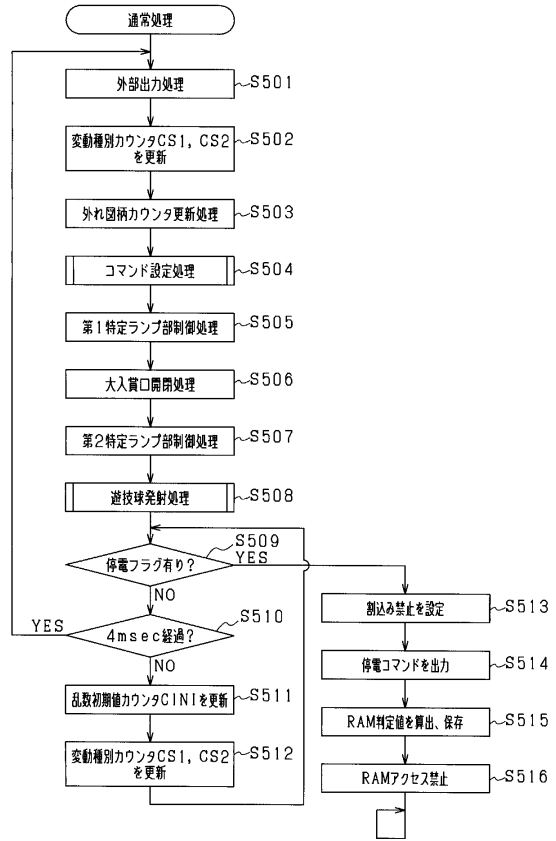 通常処理
外部出力処理
S501
変動種別カウンタCS1，CS2
を更新
S502
外れ図柄カウンタ更新処理
S503
コマンド設定処理
S504
第1特定ランプ部制御処理
S505
大入賞口開閉処理
S506
第2特定ランプ部制御処理
S507
遊技球発射処理
S508
停電フラグ有り？
S509
YES
NO
4msec経過？
S510
YES
NO
乱数初期値カウンタCINIを更新
S511
変動種別カウンタCS1，CS2
を更新
S512
割込み禁止を設定
S513
停電コマンドを出力
S514
RAM判定値を算出、保存
S515
RAMアクセス禁止
S516